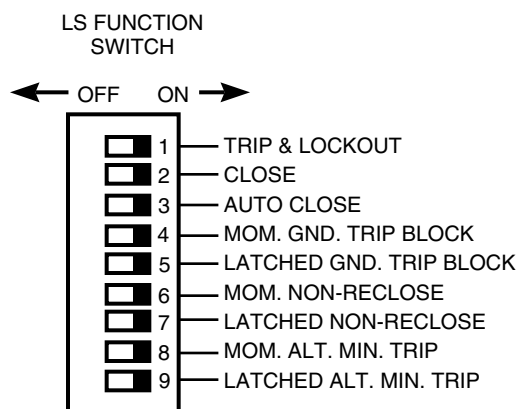 LS FUNCTION
SWITCH
OFF ON
1 TRIP & LOCKOUT
2 CLOSE
3 AUTO CLOSE
4 MOM. GND. TRIP BLOCK
5 LATCHED GND. TRIP BLOCK
6 MOM. NON-RECLOSE
7 LATCHED NON-RECLOSE
8 MOM. ALT. MIN. TRIP
9 LATCHED ALT. MIN. TRIP